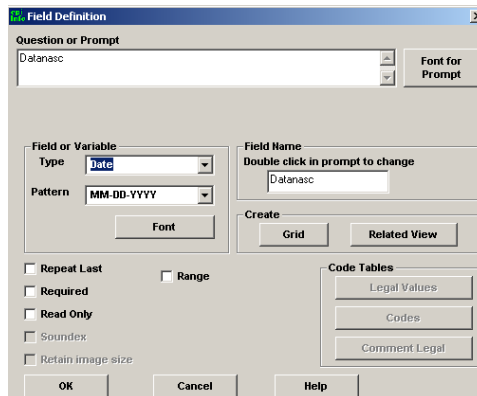 Epi Info Field Definition
Question or Prompt
Datanasc
Font for Prompt
Field or Variable
Type Date
Pattern MM-DD-YYYY
Font
Field Name
Double click in prompt to change
Datanasc
Create
Grid Related View
Repeat Last
Range
Required
Read Only
Soundex
Retain image size
Code Tables
Legal Values
Codes
Comment Legal
OK Cancel Help